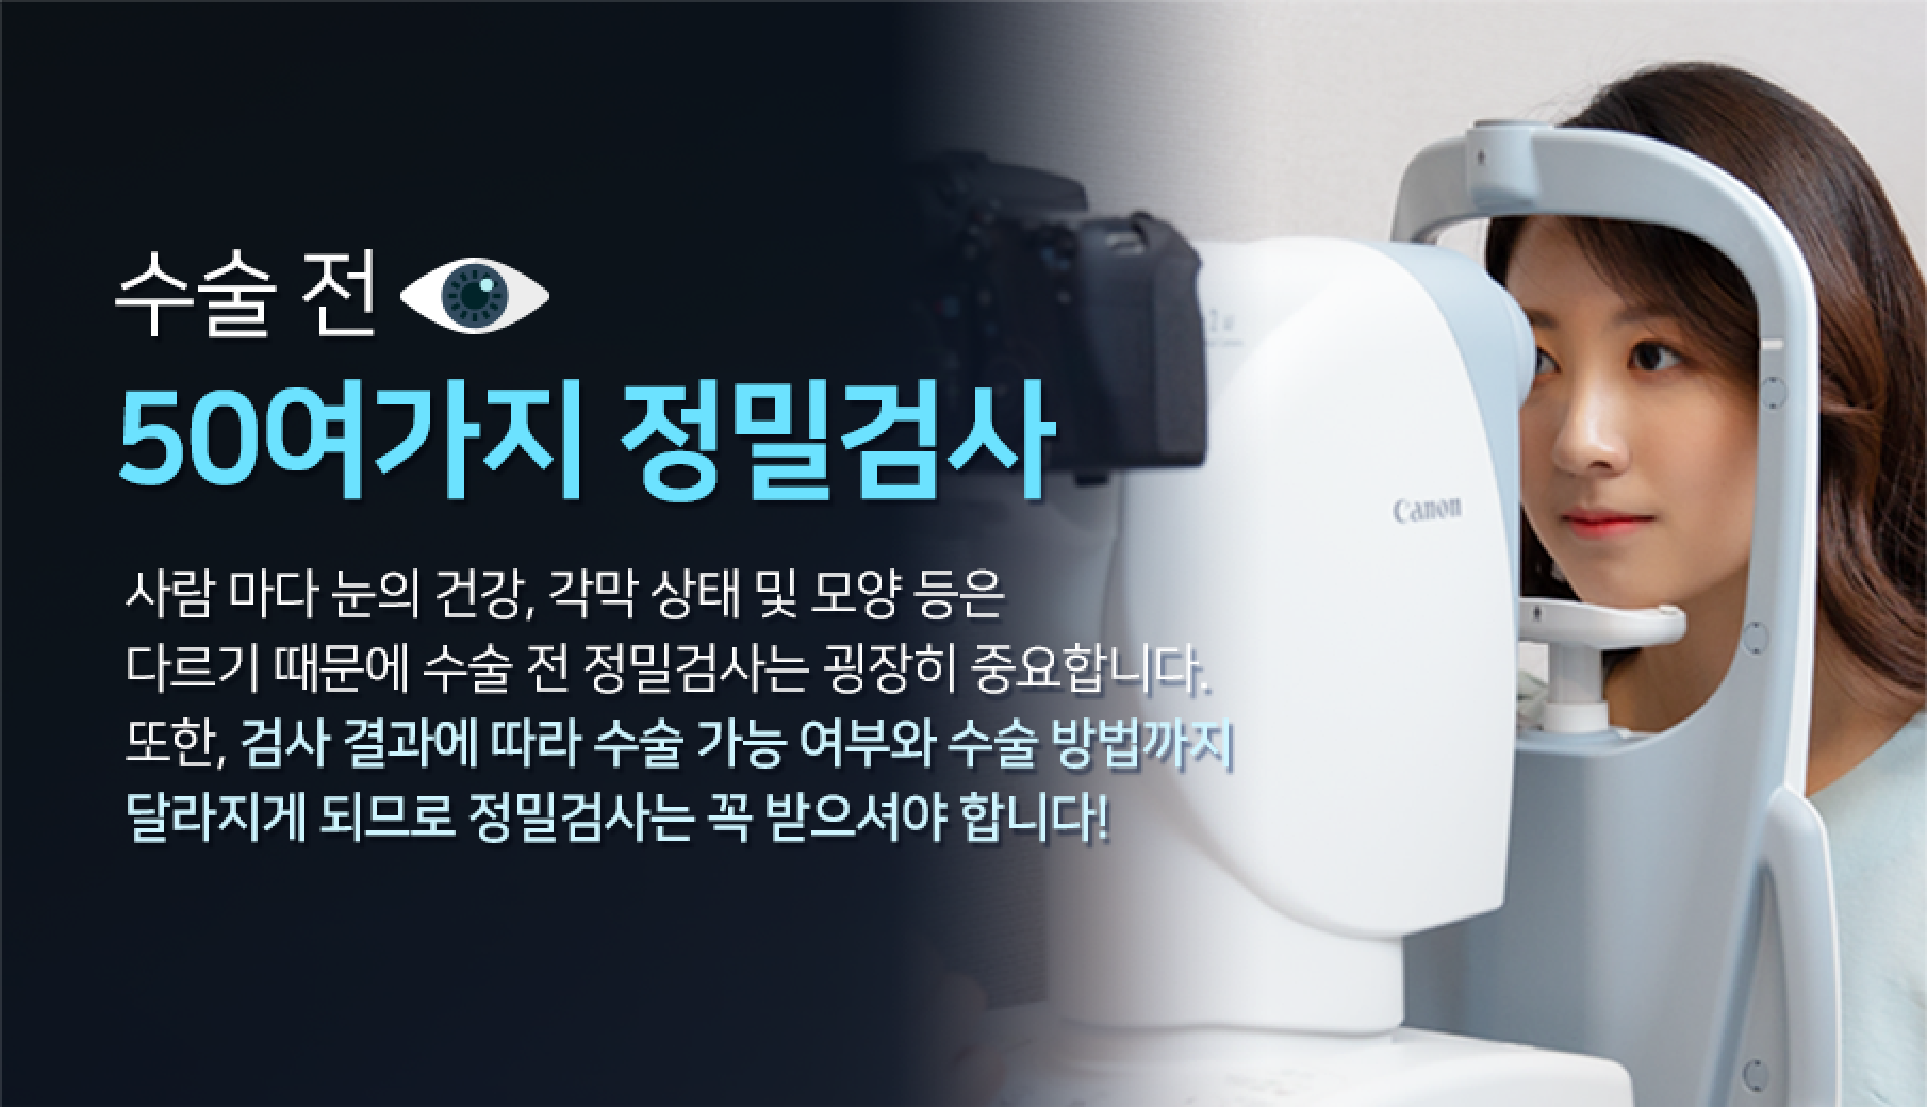 수술 전
50여가지 정밀검사
사람 마다 눈의 건강, 각막 상태 및 모양 등은
다르기 때문에 수술 전 정밀검사는 굉장히 중요합니다.
또한, 검사 결과에 따라 수술 가능 여부와 수술 방법까지
달라지게 되므로 정밀검사는 꼭 받으셔야 합니다!
Canon